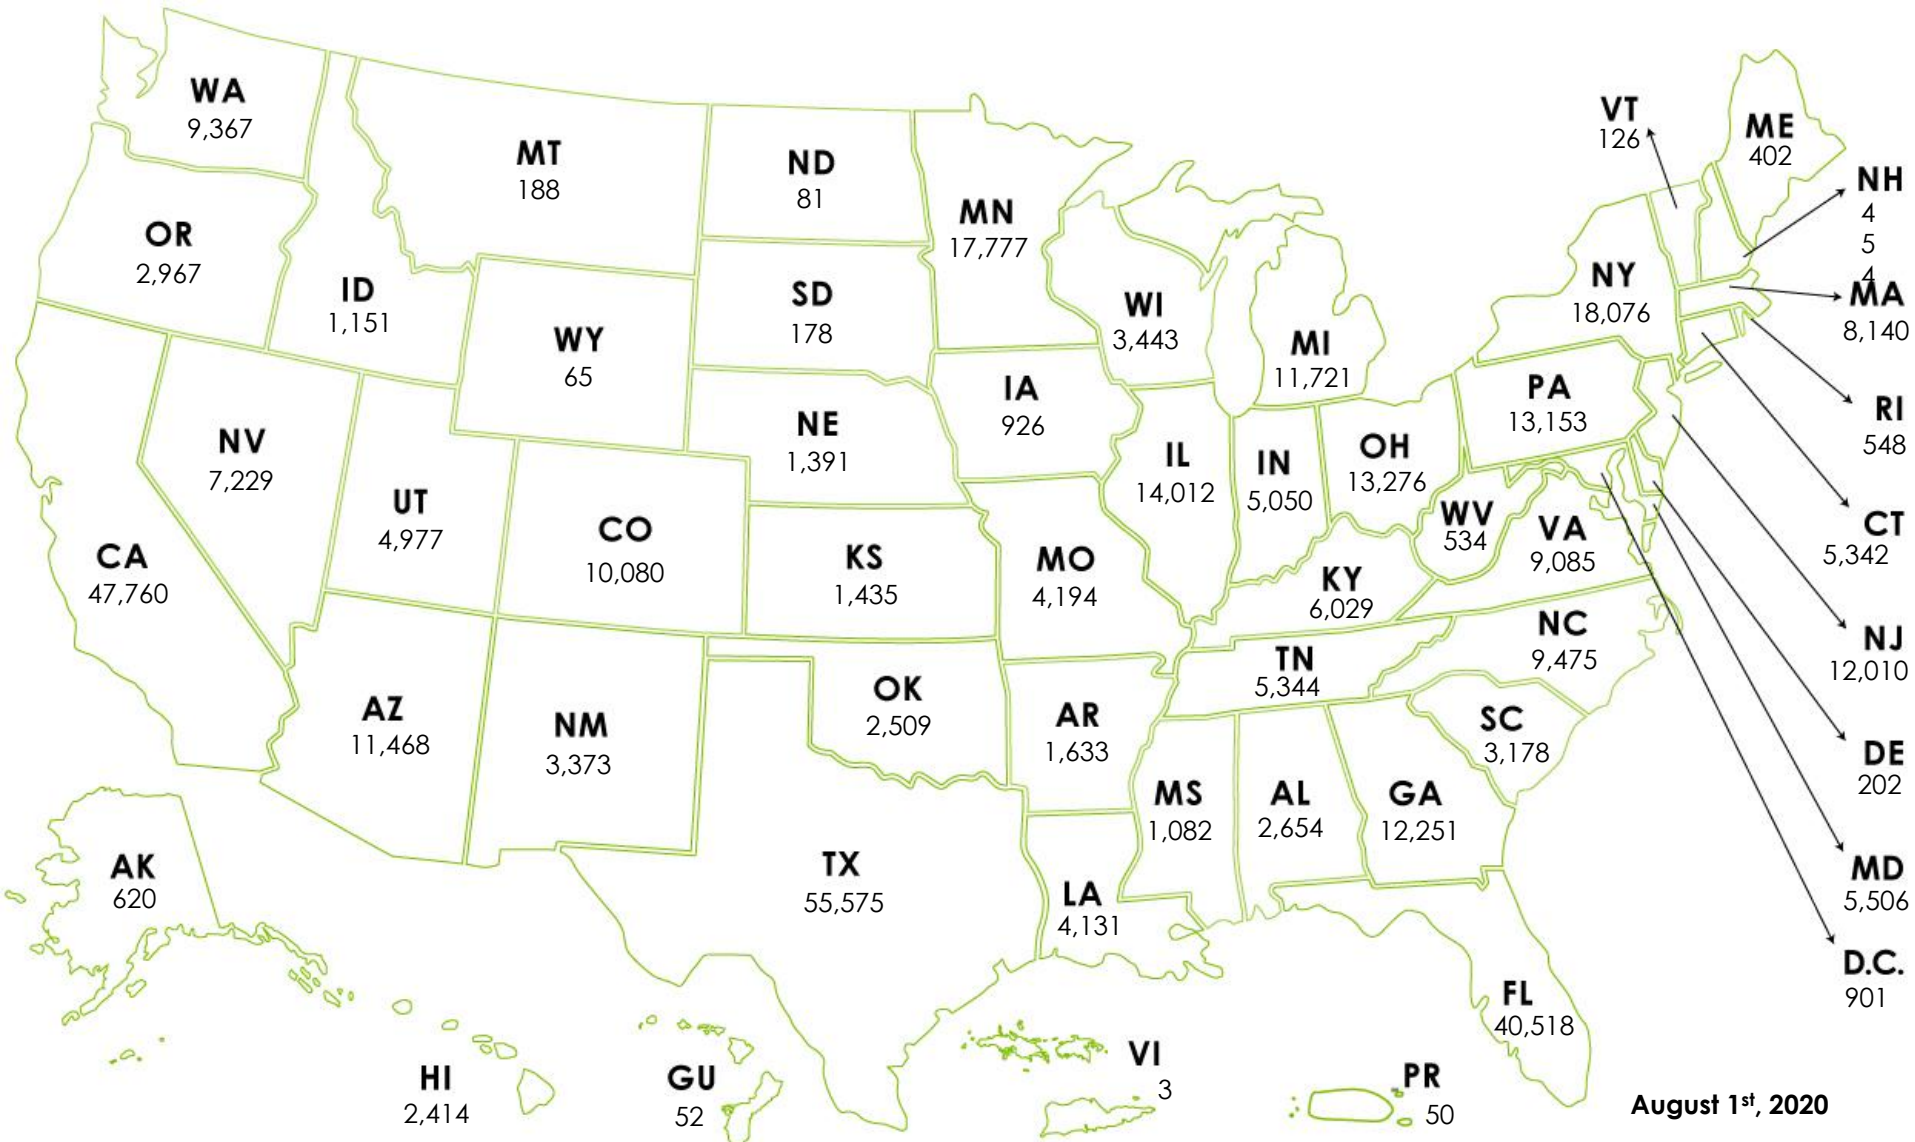 WA
9,367
OR
2,967
CA
47,760
NV
7,229
ID
1,151
MT
188
WY
65
UT
4,977
CO
10,080
AZ
11,468
NM
3,373
ND
81
SD
178
NE
1,391
KS
1,435
OK
2,509
TX
55,575
MN
17,777
IA
926
MO
4,194
AR
1,633
LA
4,131
WI
3,443
IL
14,012
MI
11,721
IN
5,050
OH
13,276
KY
6,029
TN
5,344
MS
1,082
AL
2,654
GA
12,251
FL
40,518
SC
3,178
NC
9,475
VA
9,085
WV
534
PA
13,153
NY
18,076
VT
126
ME
402
NH
4
5
4
MA
8,140
RI
548
CT
5,342
NJ
12,010
DE
202
MD
5,506
D.C.
901
AK
620
HI
2,414
GU
52
VI
3
PR
50
August 1st, 2020